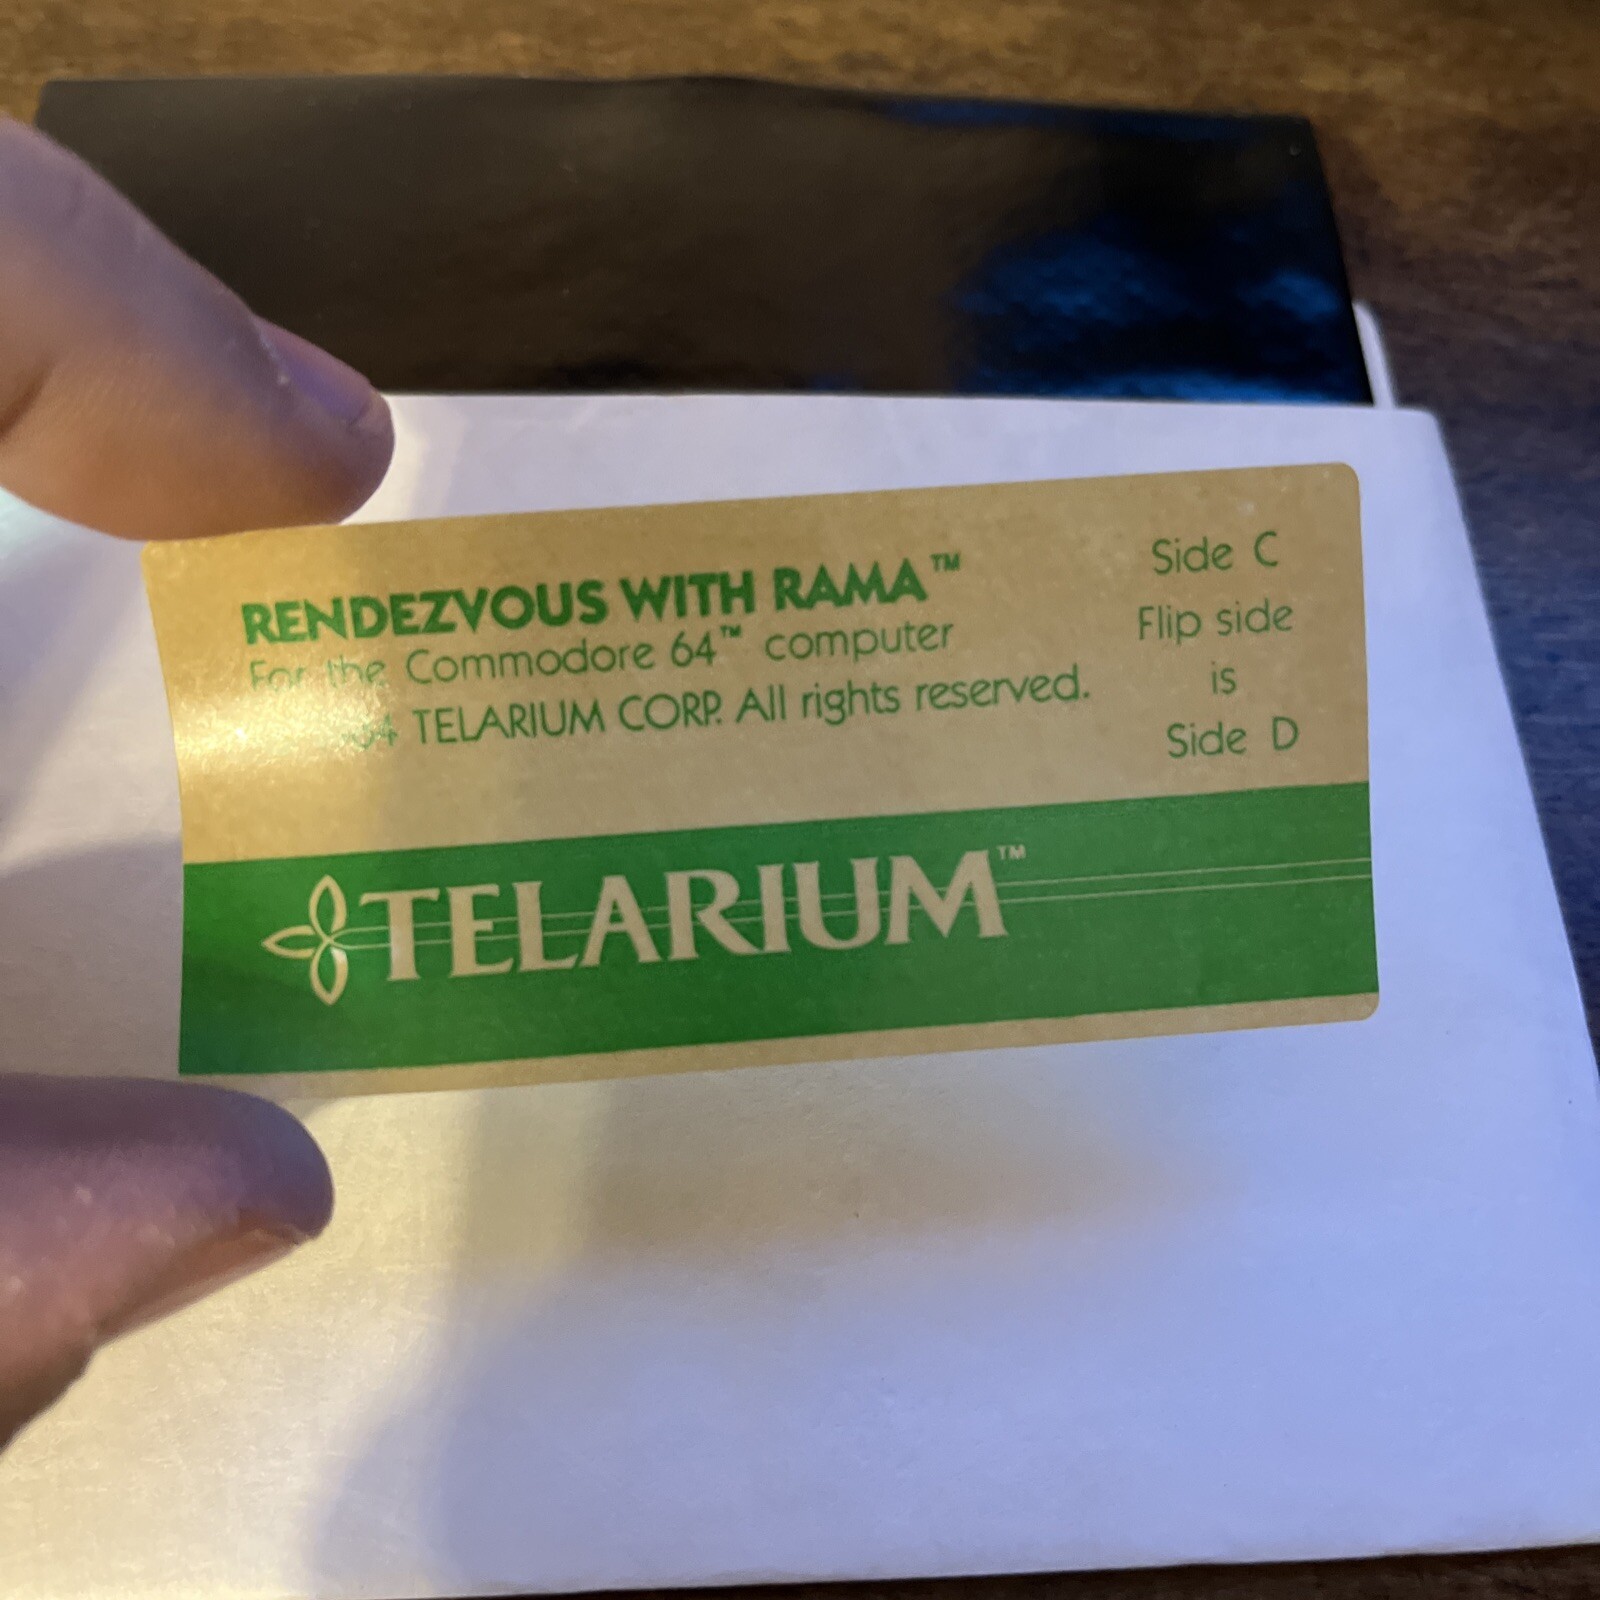 RENDEZVOUS WITH RAMA™
For the Commodore 64™ computer
TELARIUM CORP. All rights reserved.
Side C
Flip side
is
Side D
TELARIUM™